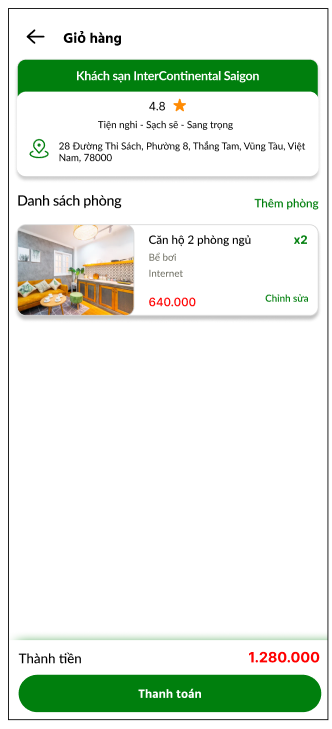 Giỏ hàng
Khách sạn InterContinental Saigon
4.8
Tiện nghi - Sạch sẽ - Sang trọng
28 Đường Thi Sách, Phường 8, Thắng Tam, Vũng Tàu, Việt
Nam, 78000
Danh sách phòng
Thêm phòng
Căn hộ 2 phòng ngủ x2
Bể bơi
Internet
640.000 Chỉnh sửa
Thành tiền 1.280.000
Thanh toán